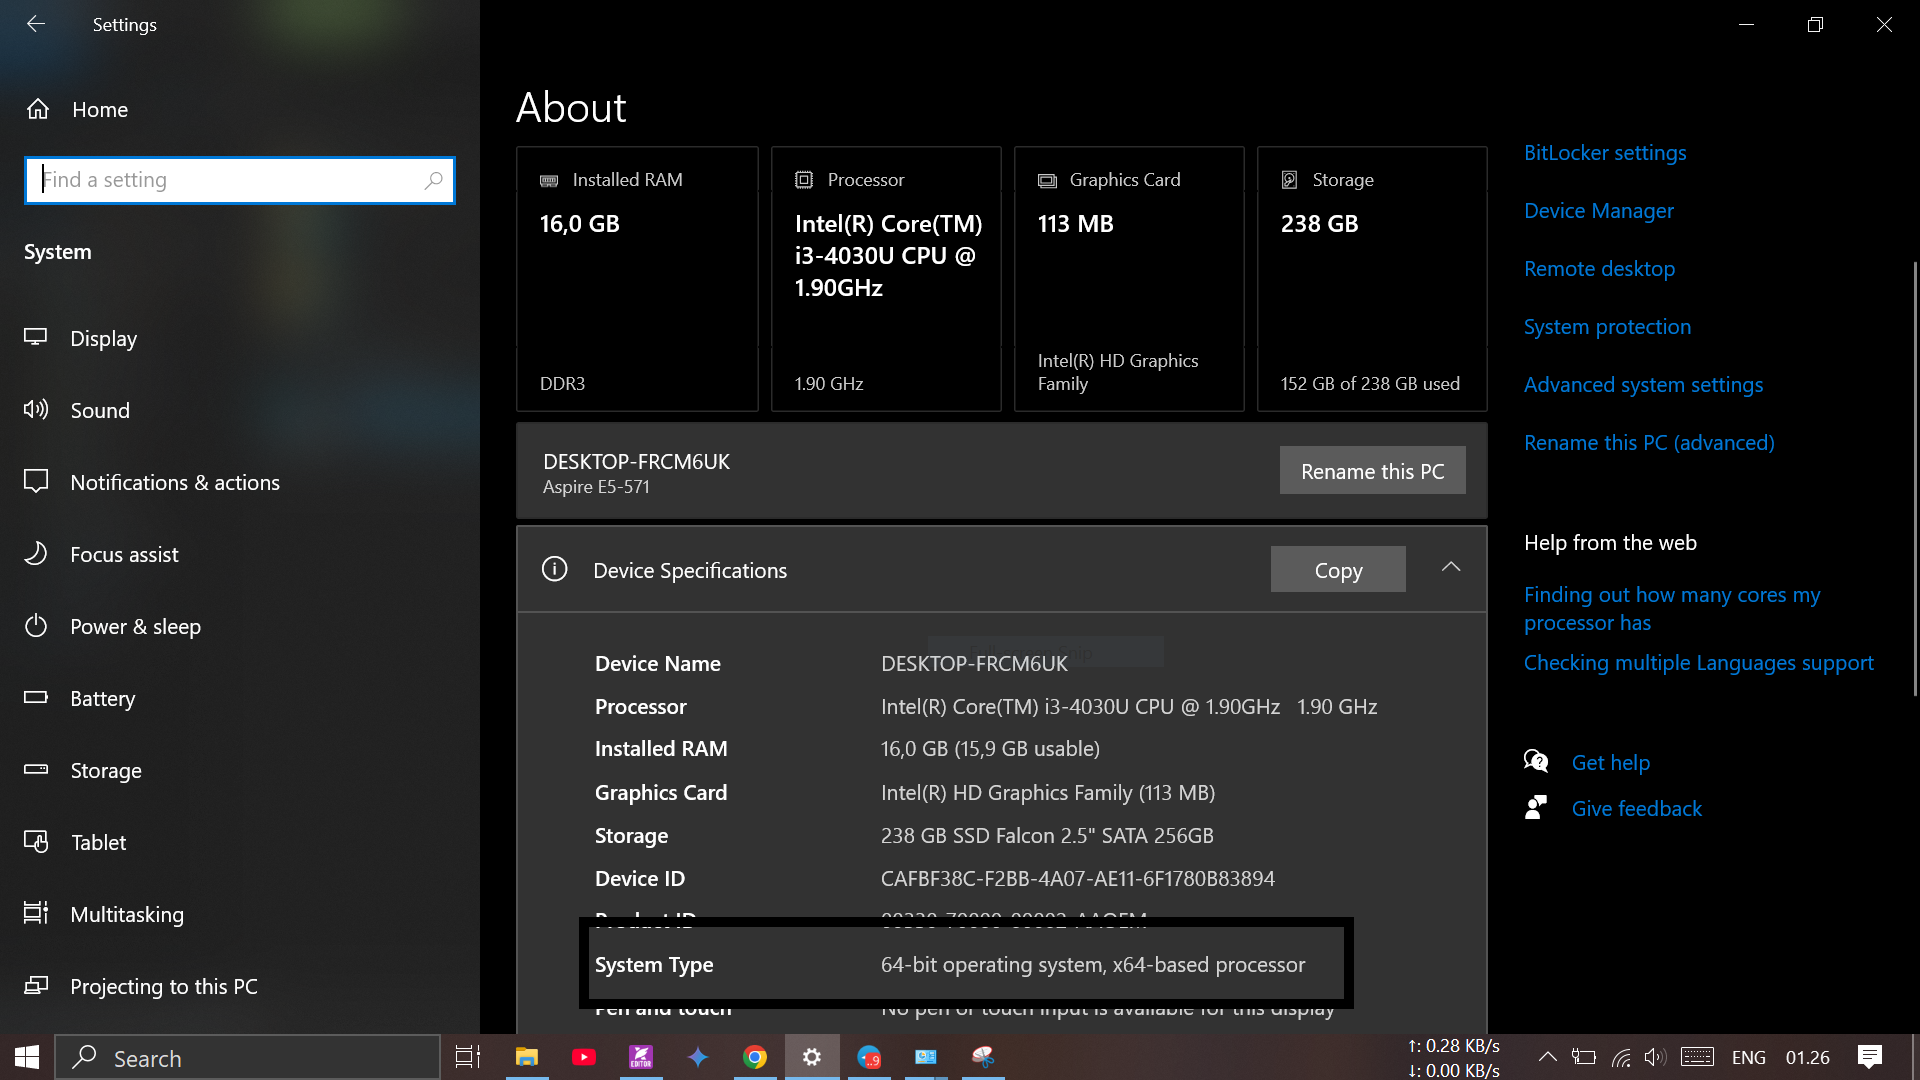 Settings
Home
Find a setting
System
Display
Sound
Notifications & actions
Focus assist
Power & sleep
Battery
Storage
Tablet
Multitasking
Projecting to this PC
About
Installed RAM
16,0 GB
DDR3
Processor
Intel(R) Core(TM)
i3-4030U CPU @
1.90GHz
1.90 GHz
Graphics Card
113 MB
Intel(R) HD Graphics
Family
Storage
238 GB
152 GB of 238 GB used
DESKTOP-FRCM6UK
Aspire E5-571
Rename this PC
Device Specifications
Copy
Device Name DESKTOP-FRCM6UK
Processor Intel(R) Core(TM) i3-4030U CPU @ 1.90GHz 1.90 GHz
Installed RAM 16,0 GB (15,9 GB usable)
Graphics Card Intel(R) HD Graphics Family (113 MB)
Storage 238 GB SSD Falcon 2.5" SATA 256GB
Device ID CAFBF38C-F2BB-4A07-AE11-6F1780B83894
Product ID
System Type 64-bit operating system, x64-based processor
Pen and touch No pen or touch input is available for this display
BitLocker settings
Device Manager
Remote desktop
System protection
Advanced system settings
Rename this PC (advanced)
Help from the web
Finding out how many cores my
processor has
Checking multiple Languages support
Get help
Give feedback
Search
EDITOR
..9
↑: 0.28 KB/s
↓: 0.00 KB/s
ENG
01.26